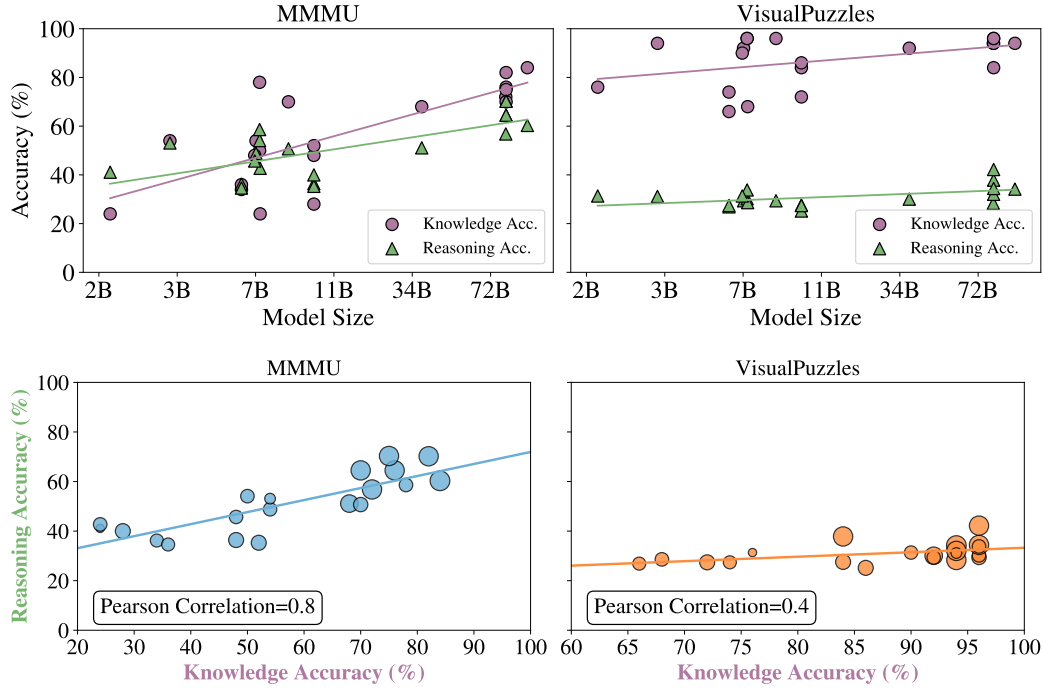 MMMU
VisualPuzzles
Accuracy (%)
100
80
60
40
20
0
Knowledge Acc.
Reasoning Acc.
Knowledge Acc.
Reasoning Acc.
2B 3B 7B 11B 34B 72B
2B 3B 7B 11B 34B 72B
Model Size
Model Size
MMMU
VisualPuzzles
Reasoning Accuracy (%)
100
80
60
40
20
0
Pearson Correlation=0.8
Pearson Correlation=0.4
20 30 40 50 60 70 80 90 100
60 65 70 75 80 85 90 95 100
Knowledge Accuracy (%)
Knowledge Accuracy (%)